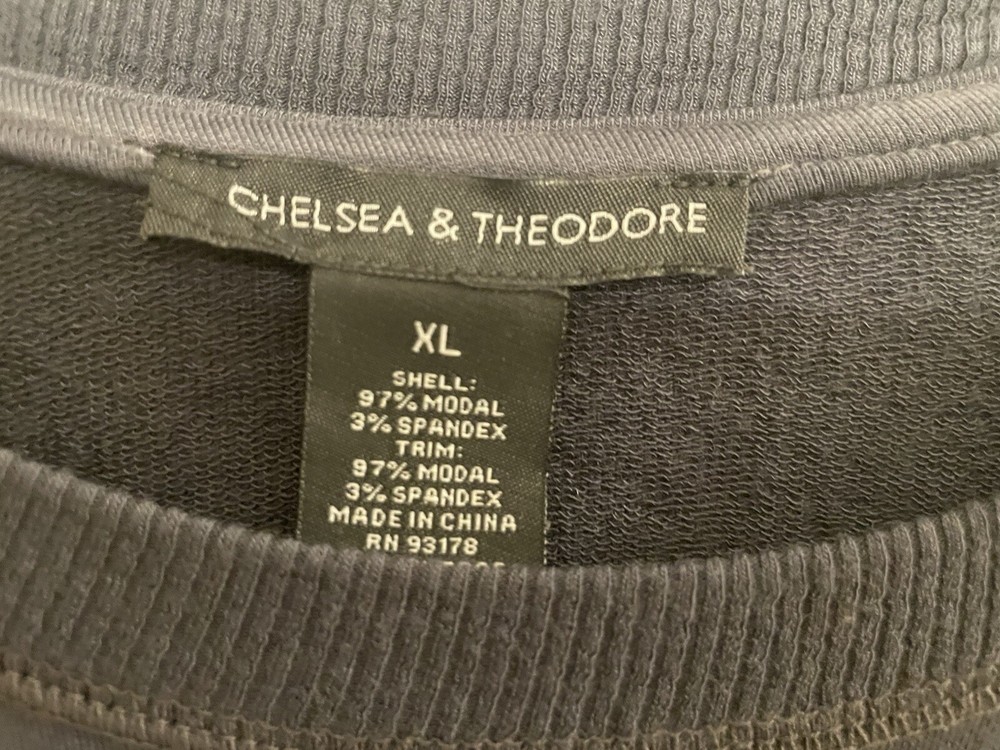 CHELSEA & THEODORE
XL
SHELL:
97% MODAL
3% SPANDEX
TRIM:
97% MODAL
3% SPANDEX
MADE IN CHINA
RN 93178